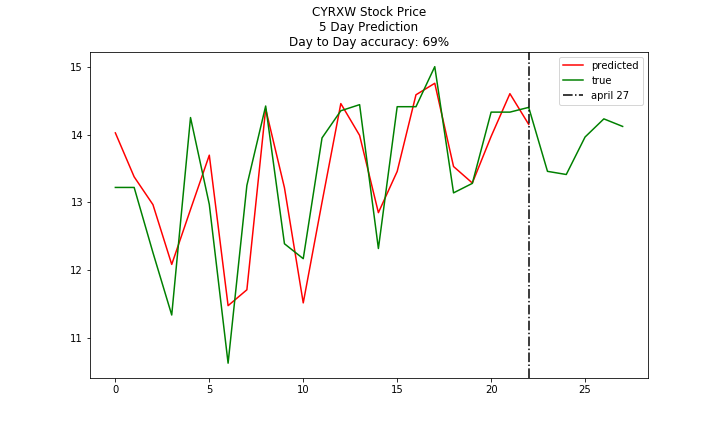 CYRXW Stock Price
5 Day Prediction
Day to Day accuracy: 69%
predicted
true
april 27
15
14
13
12
11
0 5 10 15 20 25